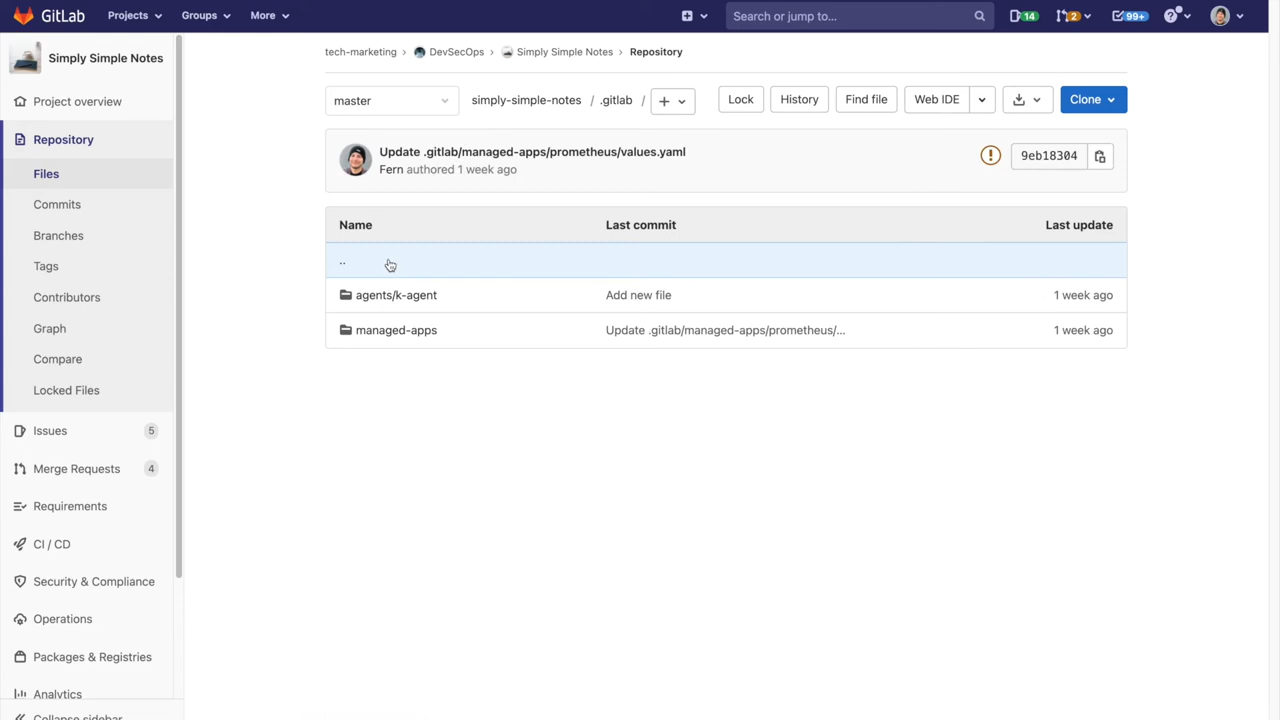 GitLab Projects Groups More Search or jump to... 14 2 99+
Simply Simple Notes
tech-marketing > DevSecOps > Simply Simple Notes > Repository
Project overview
Repository
Files
Commits
Branches
Tags
Contributors
Graph
Compare
Locked Files
Issues 5
Merge Requests 4
Requirements
CI / CD
Security & Compliance
Operations
Packages & Registries
Analytics
Collapse sidebar
master simply-simple-notes / .gitlab / + Lock History Find file Web IDE Clone
Update .gitlab/managed-apps/prometheus/values.yaml
Fern authored 1 week ago
9eb18304
Name Last commit Last update
..
agents/k-agent Add new file 1 week ago
managed-apps Update .gitlab/managed-apps/prometheus/... 1 week ago